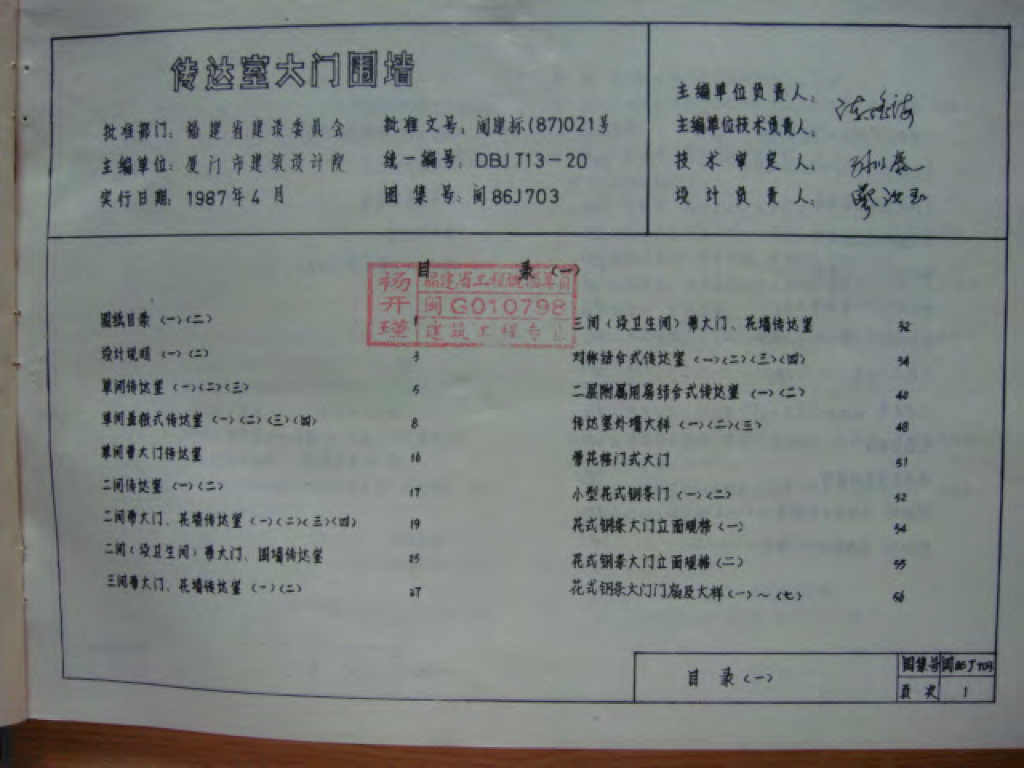 传达室大门围墙
批准部门：福建省建设委员会
主编单位：厦门市建筑设计院
实行日期：1987年4月
批准文号：闽建标(87)021号
统一编号：DBJT13-20
图集号：闽86J703
主编单位负责人：
主编单位技术负责人：
技术审定人：
设计负责人：
目录(一)
杨开瑾
福建省工程
闽G010798
建筑工程专业
图纸目录(一)(二) 1
设计说明(一)(二) 3
单间传达室(一)(二)(三) 5
单间盖板式传达室(一)(二)(三)(四) 8
单间带大门传达室 16
二间传达室(一)(二) 17
二间带大门、花墙传达室(一)(二)(三)(四) 19
二间(设卫生间)带大门、围墙传达室 25
三间带大门、花墙传达室(一)(二) 27
三间(设卫生间)带大门、花墙传达室 32
对称结合式传达室(一)(二)(三)(四) 34
二层附属用房结合式传达室(一)(二) 40
传达室外墙大样(一)(二)(三) 48
带花格门式大门 51
小型花式钢条门(一)(二) 52
花式钢条大门立面规格(一) 54
花式钢条大门立面规格(二) 55
花式钢条大门门扇及大样(一)～(七) 56
目录(一)
图集号 闽86J703
页次 1